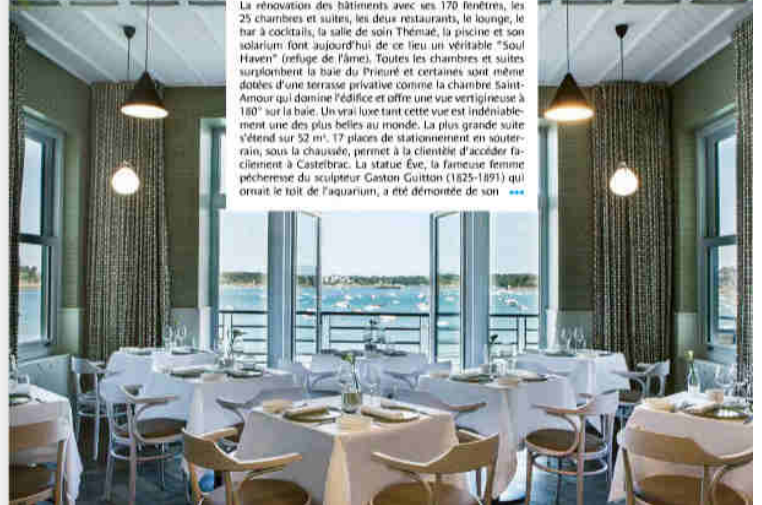 La rénovation des bâtiments avec ses 170 fenêtres, les
25 chambres et suites, les deux restaurants, le lounge, le
bar à cocktails, la salle de soin Thémaé, la piscine et son
solarium font aujourd'hui de ce lieu un véritable "Soul
Haven" (refuge de l'âme). Toutes les chambres et suites
surplombent la baie du Prieuré et certaines sont même
dotées d'une terrasse privative comme la chambre Saint-
Amour qui domine l'édifice et offre une vue vertigineuse à
180° sur la baie. Un vrai luxe tant cette vue est indéniable-
ment une des plus belles au monde. La plus grande suite
s'étend sur 52 m². 17 places de stationnement en souter-
rain, sous la chaussée, permet à la clientèle d'accéder fa-
cilement à Castelbrac. La statue Ève, la fameuse femme
pécheresse du sculpteur Gaston Guitton (1825-1891) qui
ornait le toit de l'aquarium, a été démontée de son •••